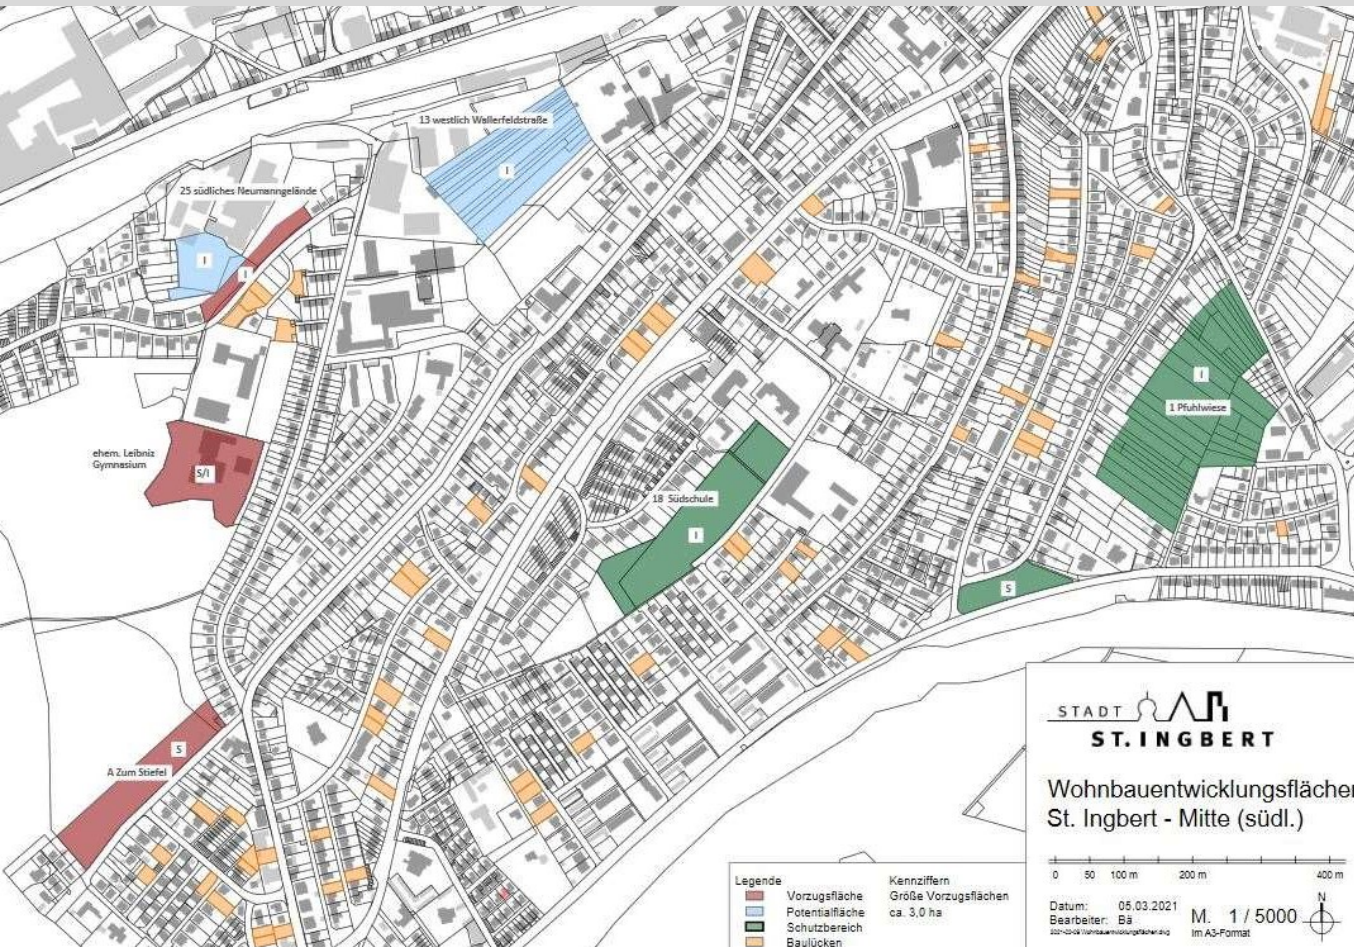 13 westlich Wallerfeldstraße
I
25 südliches Neumanngelände
I
I
I
1 Pfuhlwiese
ehem. Leibniz
Gymnasium
S/I
18 Südschule
I
S
S
A Zum Stiefel
STADT
ST. INGBERT
Wohnbauentwicklungsflächen
St. Ingbert - Mitte (südl.)
0 50 100 m 200 m 400 m
Datum: 05.03.2021
Bearbeiter: Bä
M. 1 / 5000
Im A3-Format
N
Legende
Vorzugsfläche
Potentialfläche
Schutzbereich
Baulücken
Kennziffern
Größe Vorzugsflächen
ca. 3,0 ha